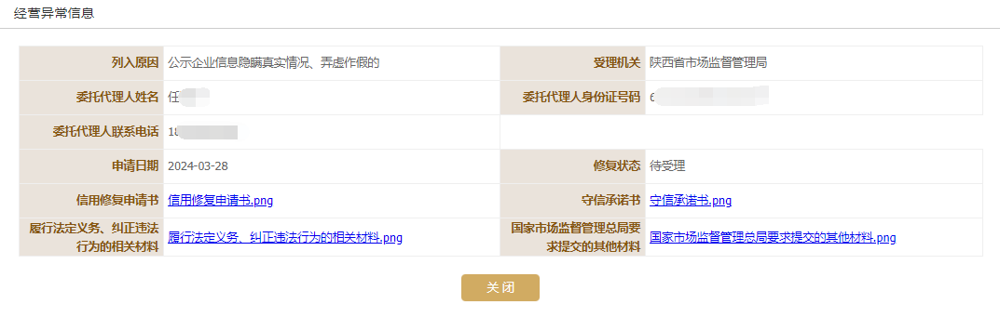 经营异常信息
列入原因 公示企业信息隐瞒真实情况、弄虚作假的 受理机关 陕西省市场监督管理局
委托代理人姓名 任 委托代理人身份证号码 6
委托代理人联系电话 18
申请日期 2024-03-28 修复状态 待受理
信用修复申请书 信用修复申请书.png 守信承诺书 守信承诺书.png
履行法定义务、纠正违法
行为的相关材料 履行法定义务、纠正违法行为的相关材料.png 国家市场监督管理总局要
求提交的其他材料 国家市场监督管理总局要求提交的其他材料.png
关闭